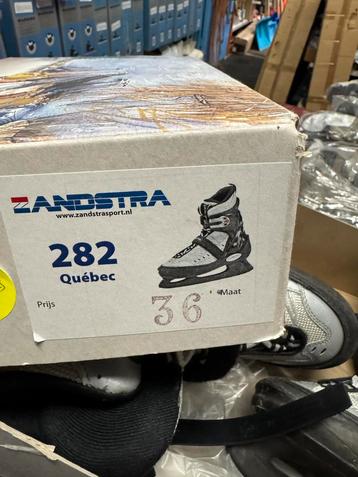 ZANDSTRA
www.zandstrasport.nl
282
Québec
Prijs
36
Maat